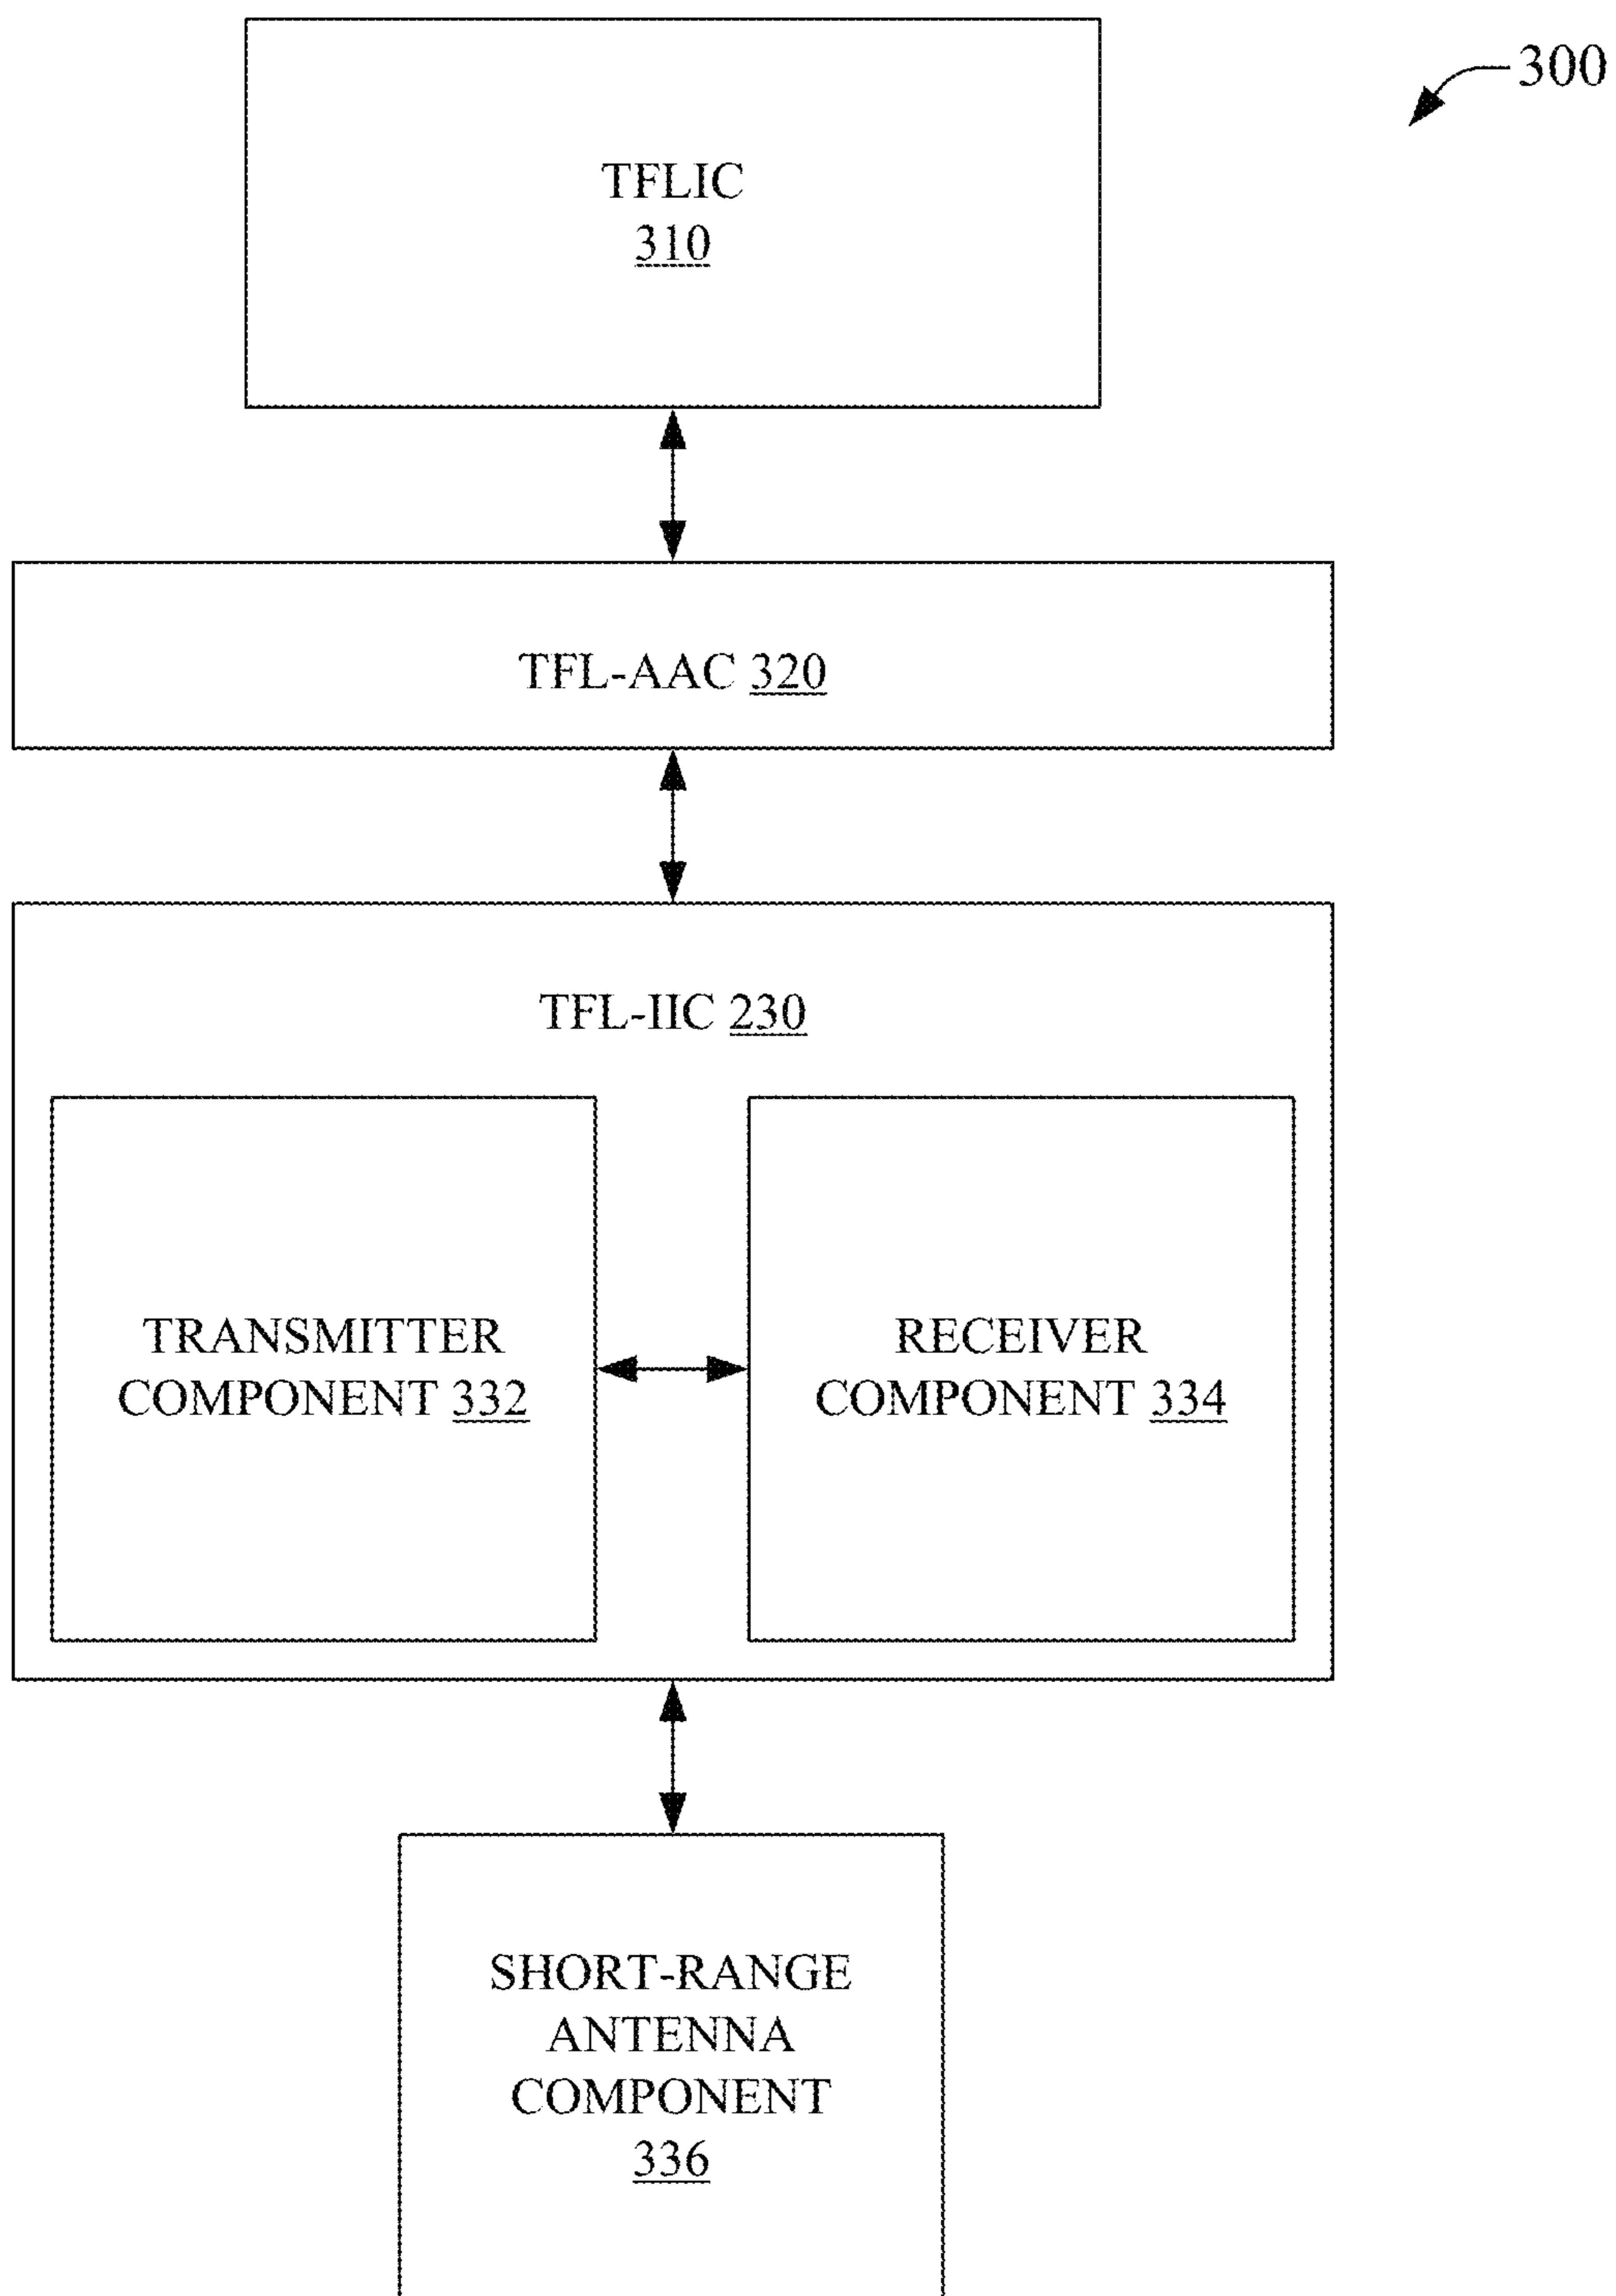 300
TFLIC
310
TFL-AAC 320
TFL-IIC 230
TRANSMITTER
COMPONENT 332
RECEIVER
COMPONENT 334
SHORT-RANGE
ANTENNA
COMPONENT
336